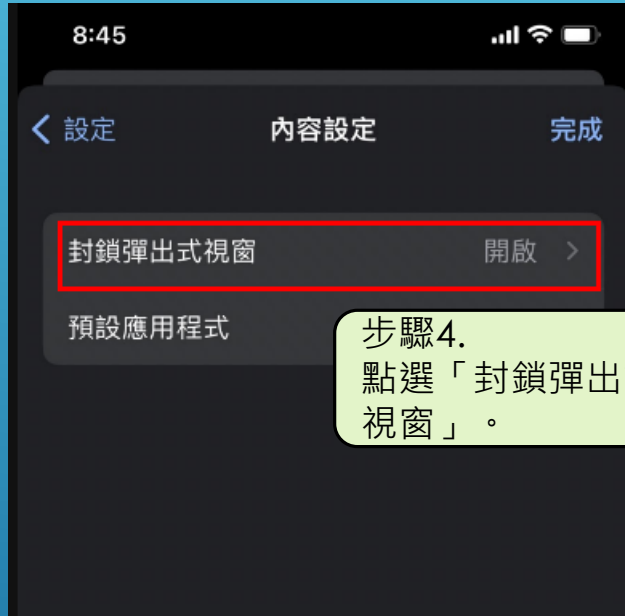 8:45
設定 內容設定 完成
封鎖彈出式視窗 開啟
預設應用程式
步驟4.
點選「封鎖彈出
視窗」。